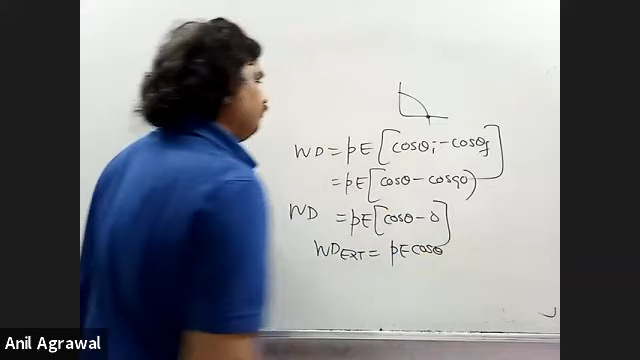 WD = pE [cosθi - cosθf]
= pE [cosθ - cos90)
WD = pE [cosθ - 0]
WDEXT = pE cosθ
Anil Agrawal